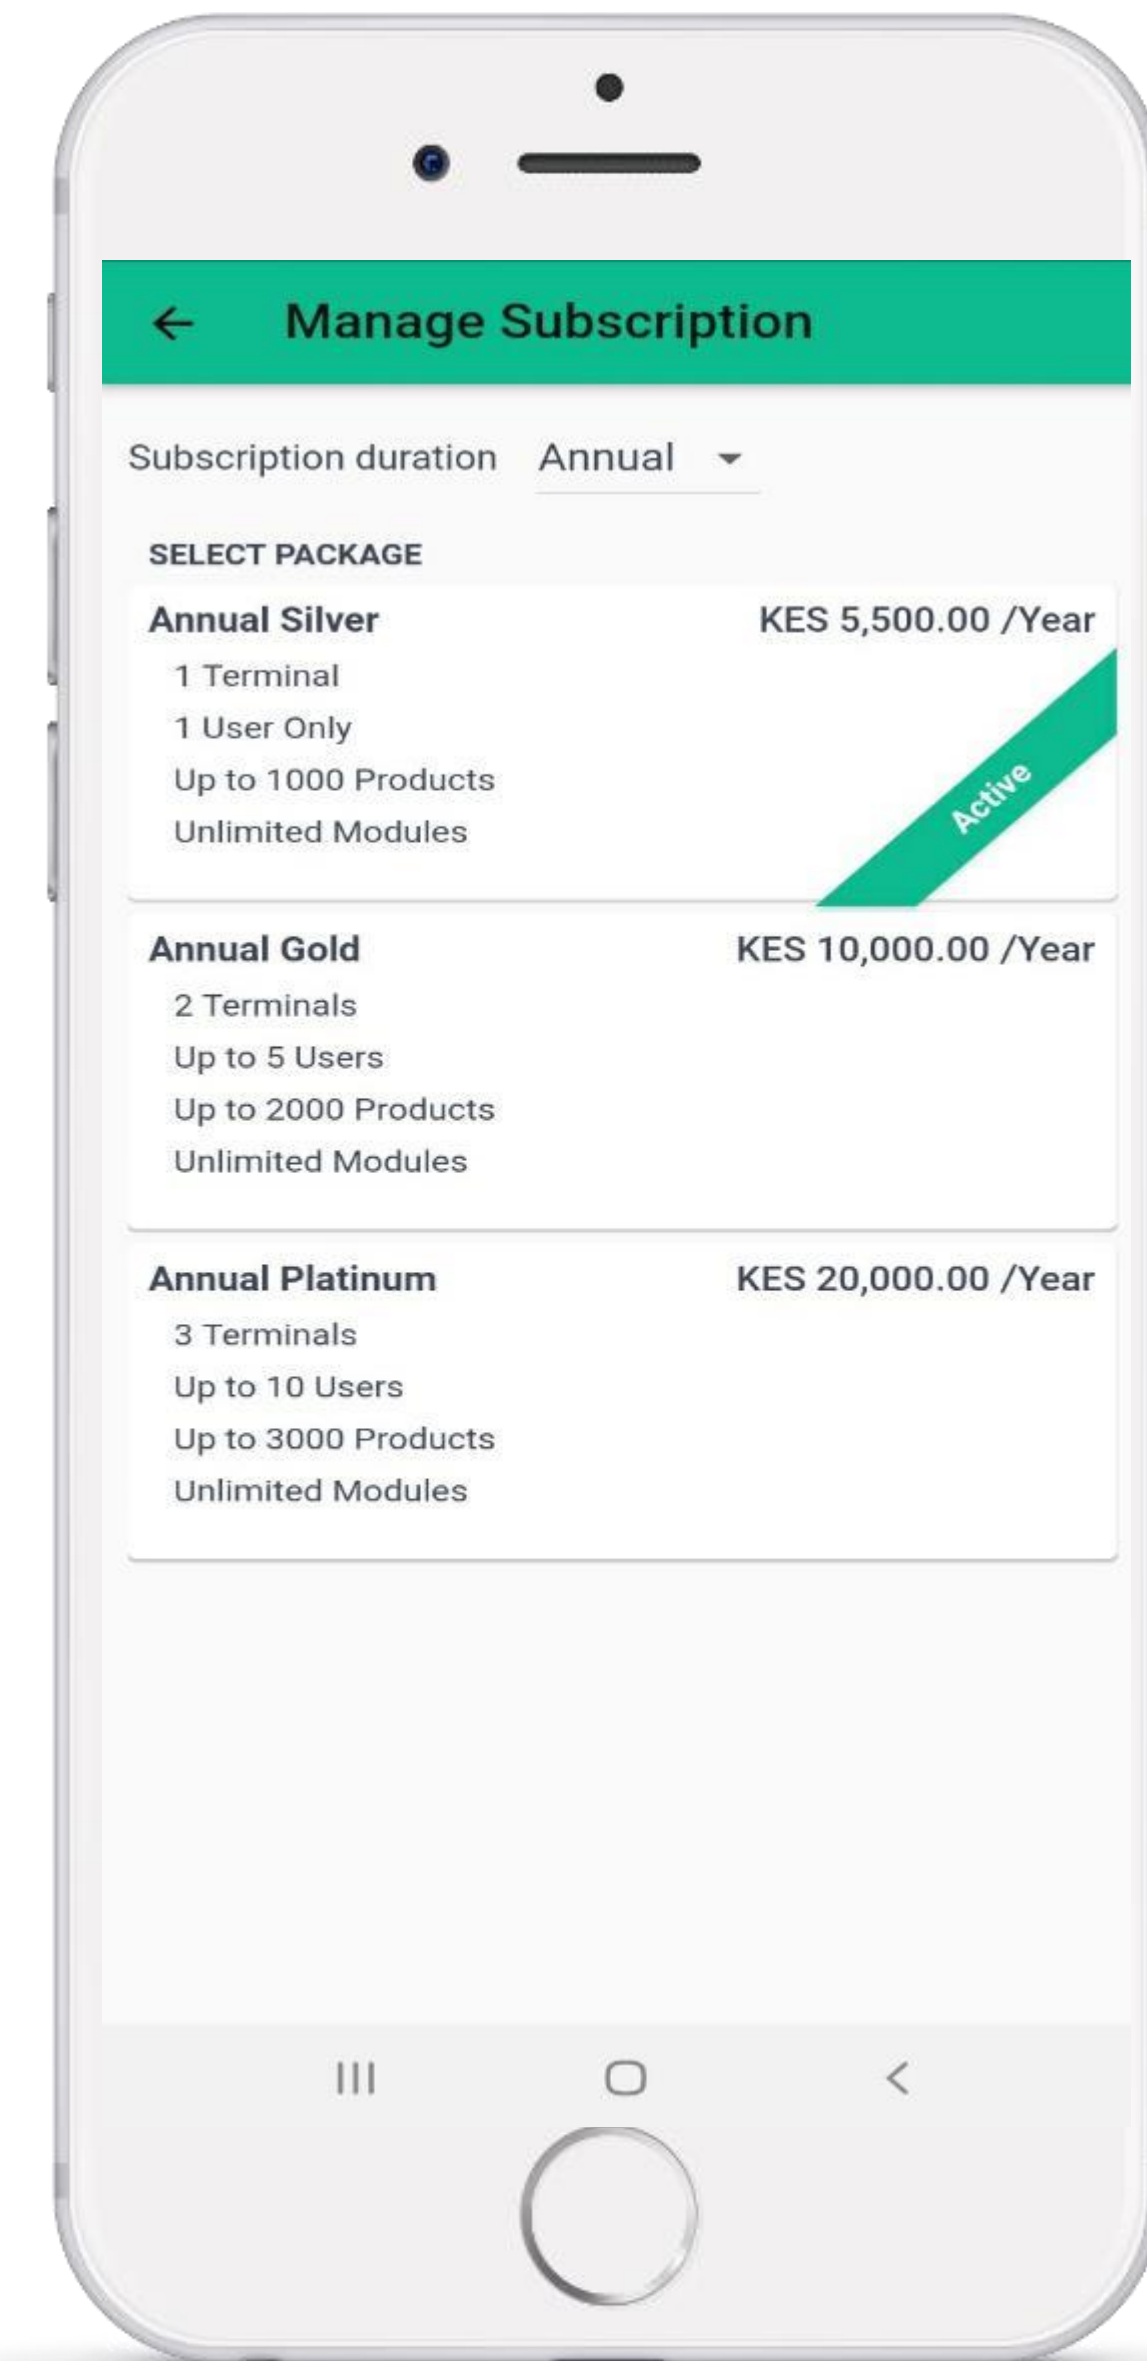 Manage Subscription
Subscription duration Annual
SELECT PACKAGE
Annual Silver KES 5,500.00 /Year
1 Terminal
1 User Only
Up to 1000 Products
Unlimited Modules
Active
Annual Gold KES 10,000.00 /Year
2 Terminals
Up to 5 Users
Up to 2000 Products
Unlimited Modules
Annual Platinum KES 20,000.00 /Year
3 Terminals
Up to 10 Users
Up to 3000 Products
Unlimited Modules